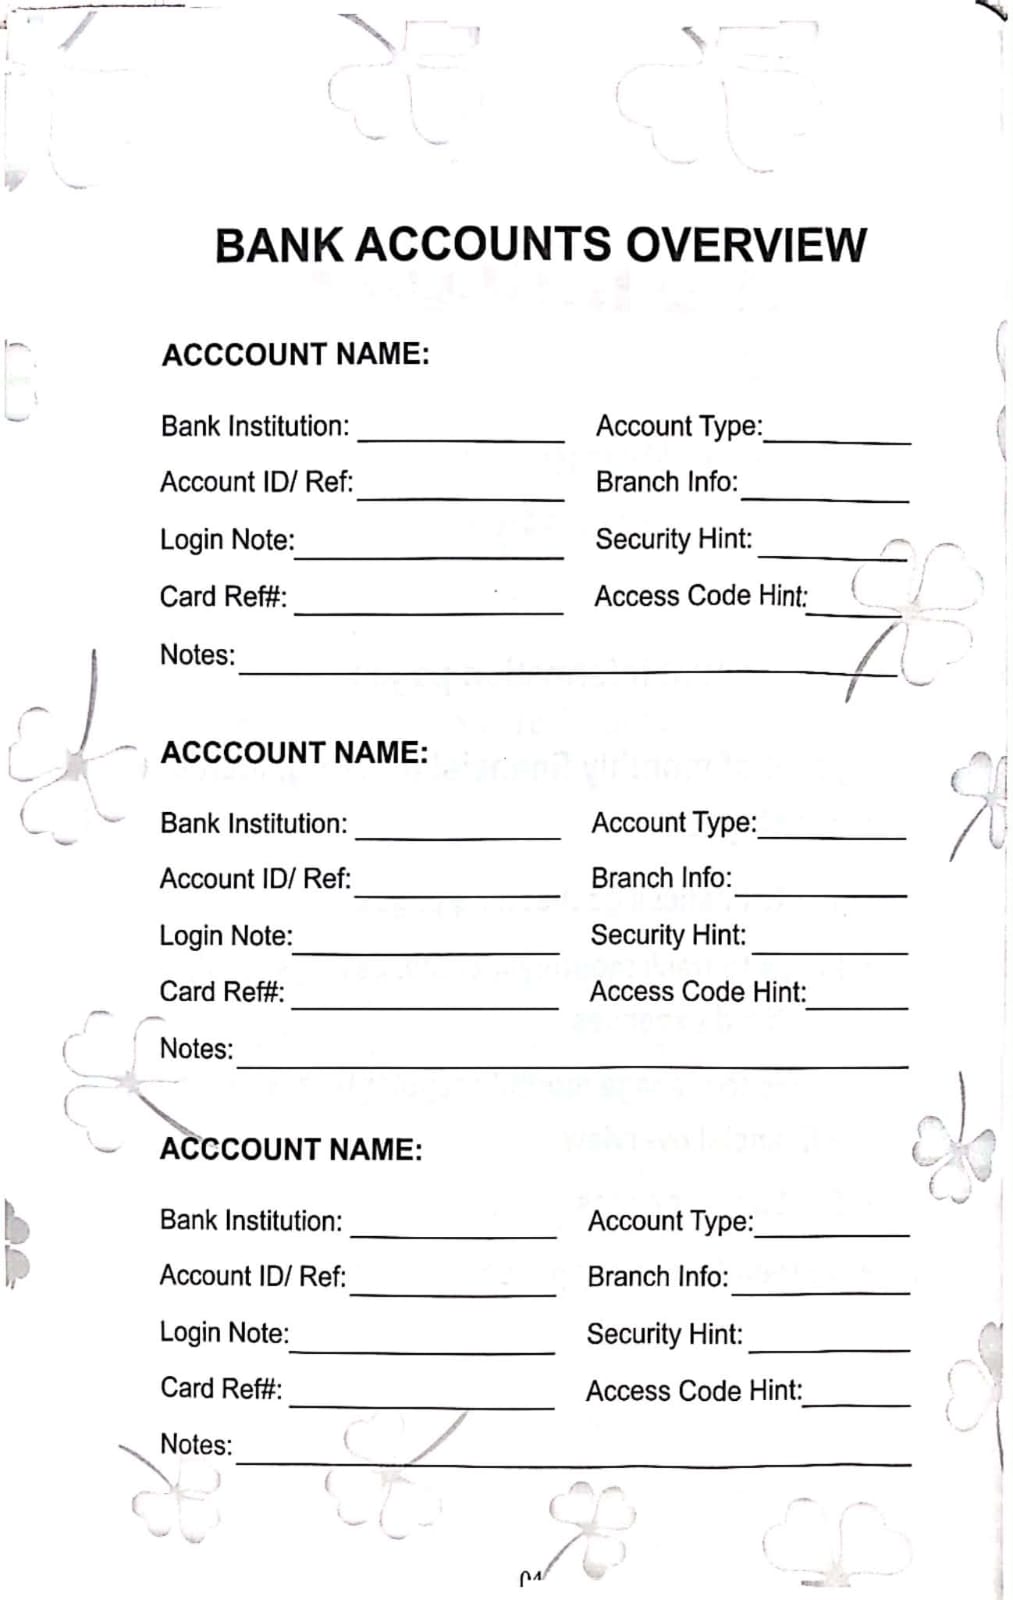 BANK ACCOUNTS OVERVIEW
ACCCOUNT NAME:
Bank Institution: Account Type:
Account ID/ Ref: Branch Info:
Login Note: Security Hint:
Card Ref#: Access Code Hint:
Notes:
ACCCOUNT NAME:
Bank Institution: Account Type:
Account ID/ Ref: Branch Info:
Login Note: Security Hint:
Card Ref#: Access Code Hint:
Notes:
ACCCOUNT NAME:
Bank Institution: Account Type:
Account ID/ Ref: Branch Info:
Login Note: Security Hint:
Card Ref#: Access Code Hint:
Notes: